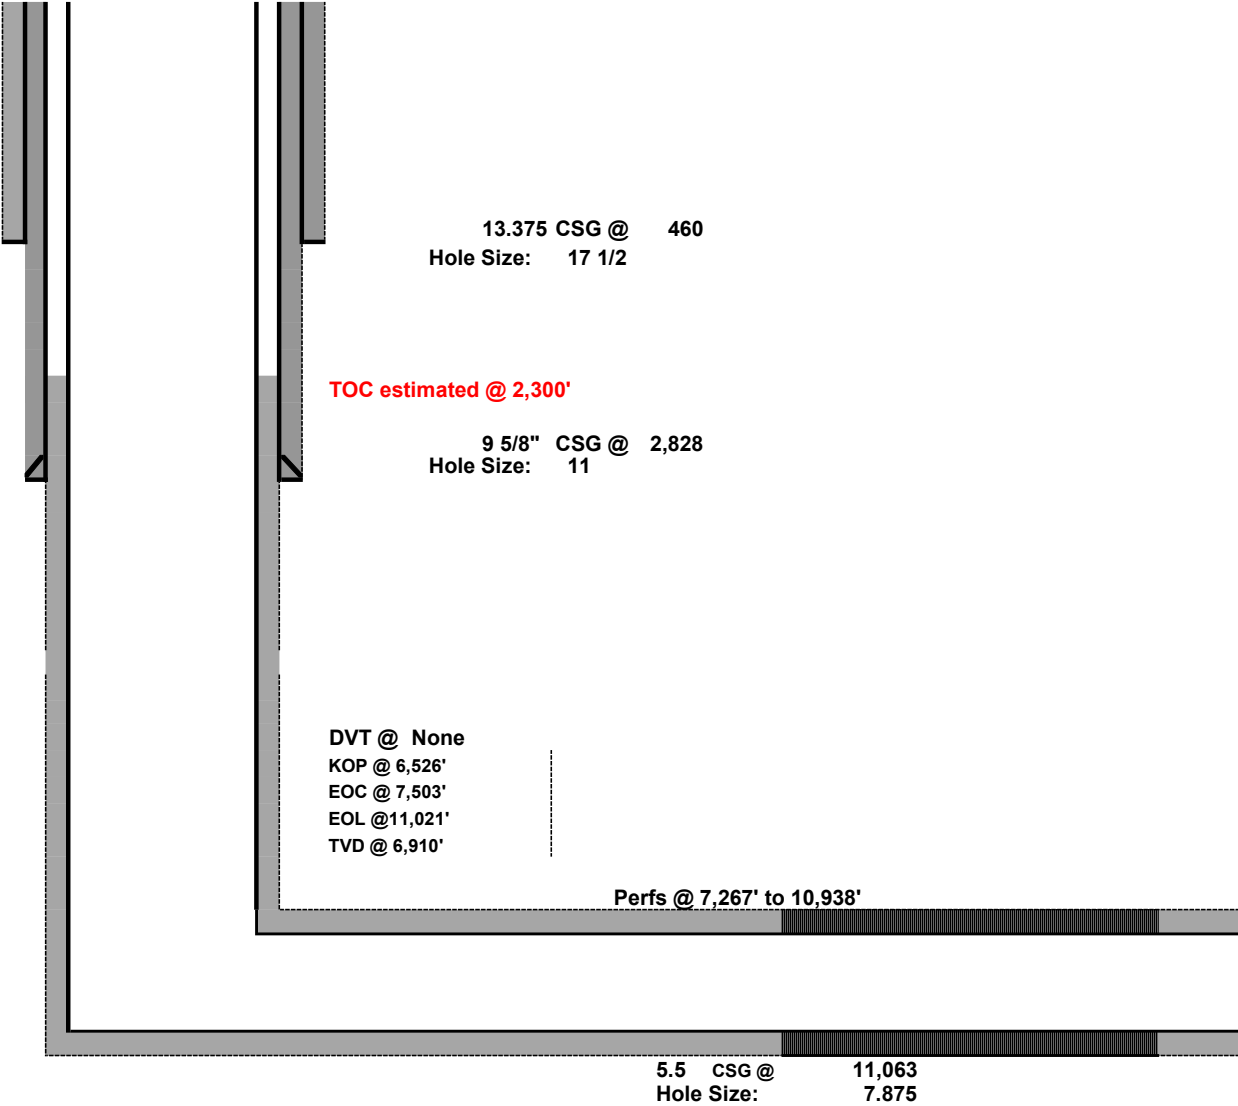 13.375 CSG @ 460
Hole Size: 17 1/2
TOC estimated @ 2,300'
9 5/8" CSG @ 2,828
Hole Size: 11
DVT @ None
KOP @ 6,526'
EOC @ 7,503'
EOL @11,021'
TVD @ 6,910'
Perfs @ 7,267' to 10,938'
5.5 CSG @ 11,063
Hole Size: 7.875